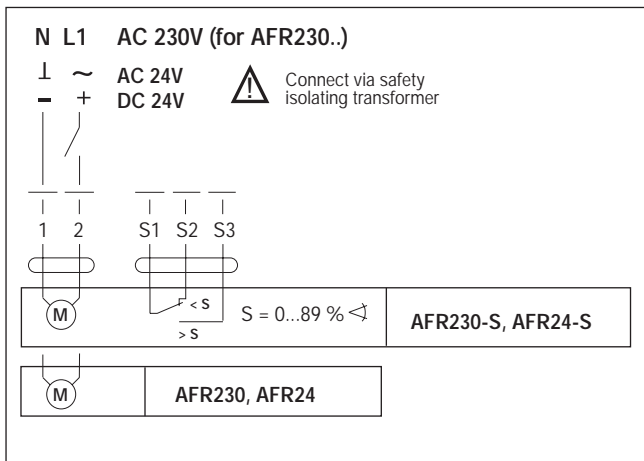 N L1 AC 230V (for AFR230..)
⊥ ~ AC 24V
− + DC 24V
Connect via safety
isolating transformer
1 2 S1 S2 S3
M
< S
> S
S = 0...89 % ∢
AFR230-S, AFR24-S
M
AFR230, AFR24